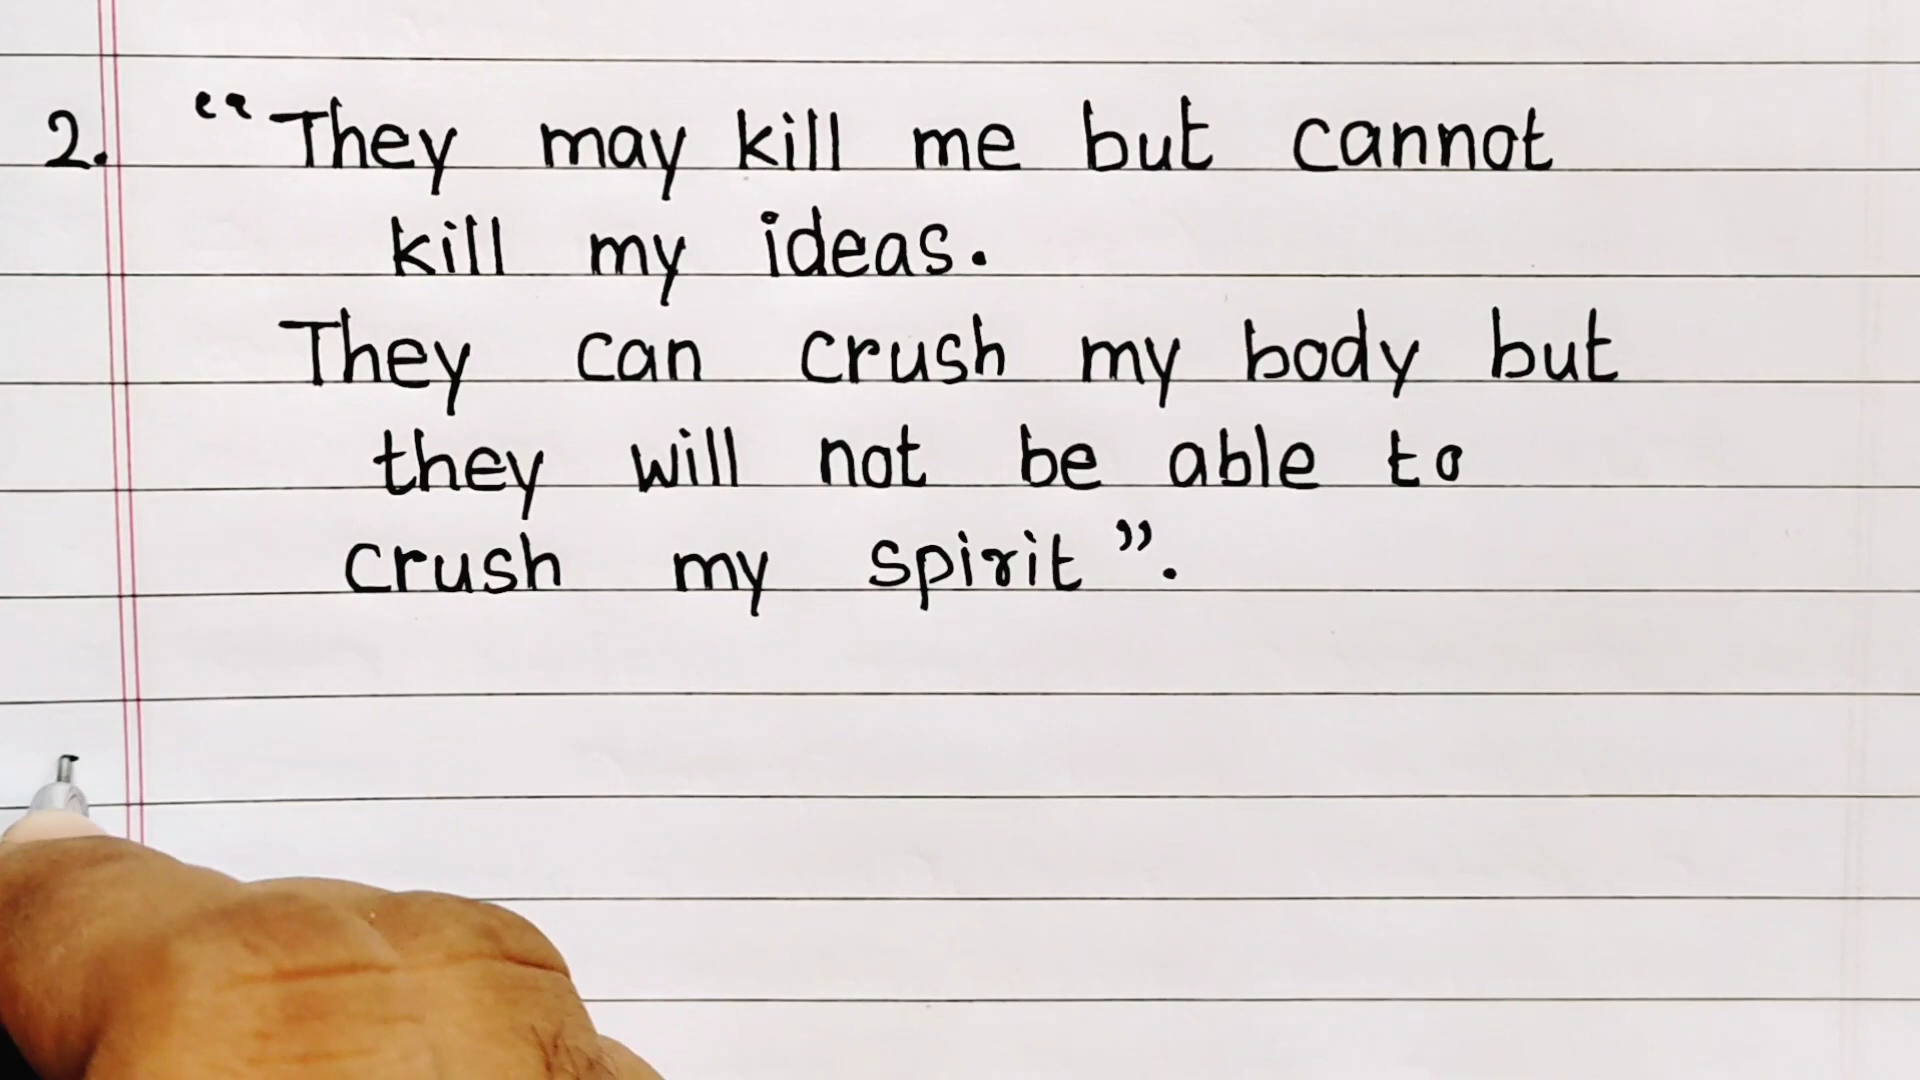 2. “They may kill me but cannot
kill my ideas.
They can crush my body but
they will not be able to
crush my spirit”.